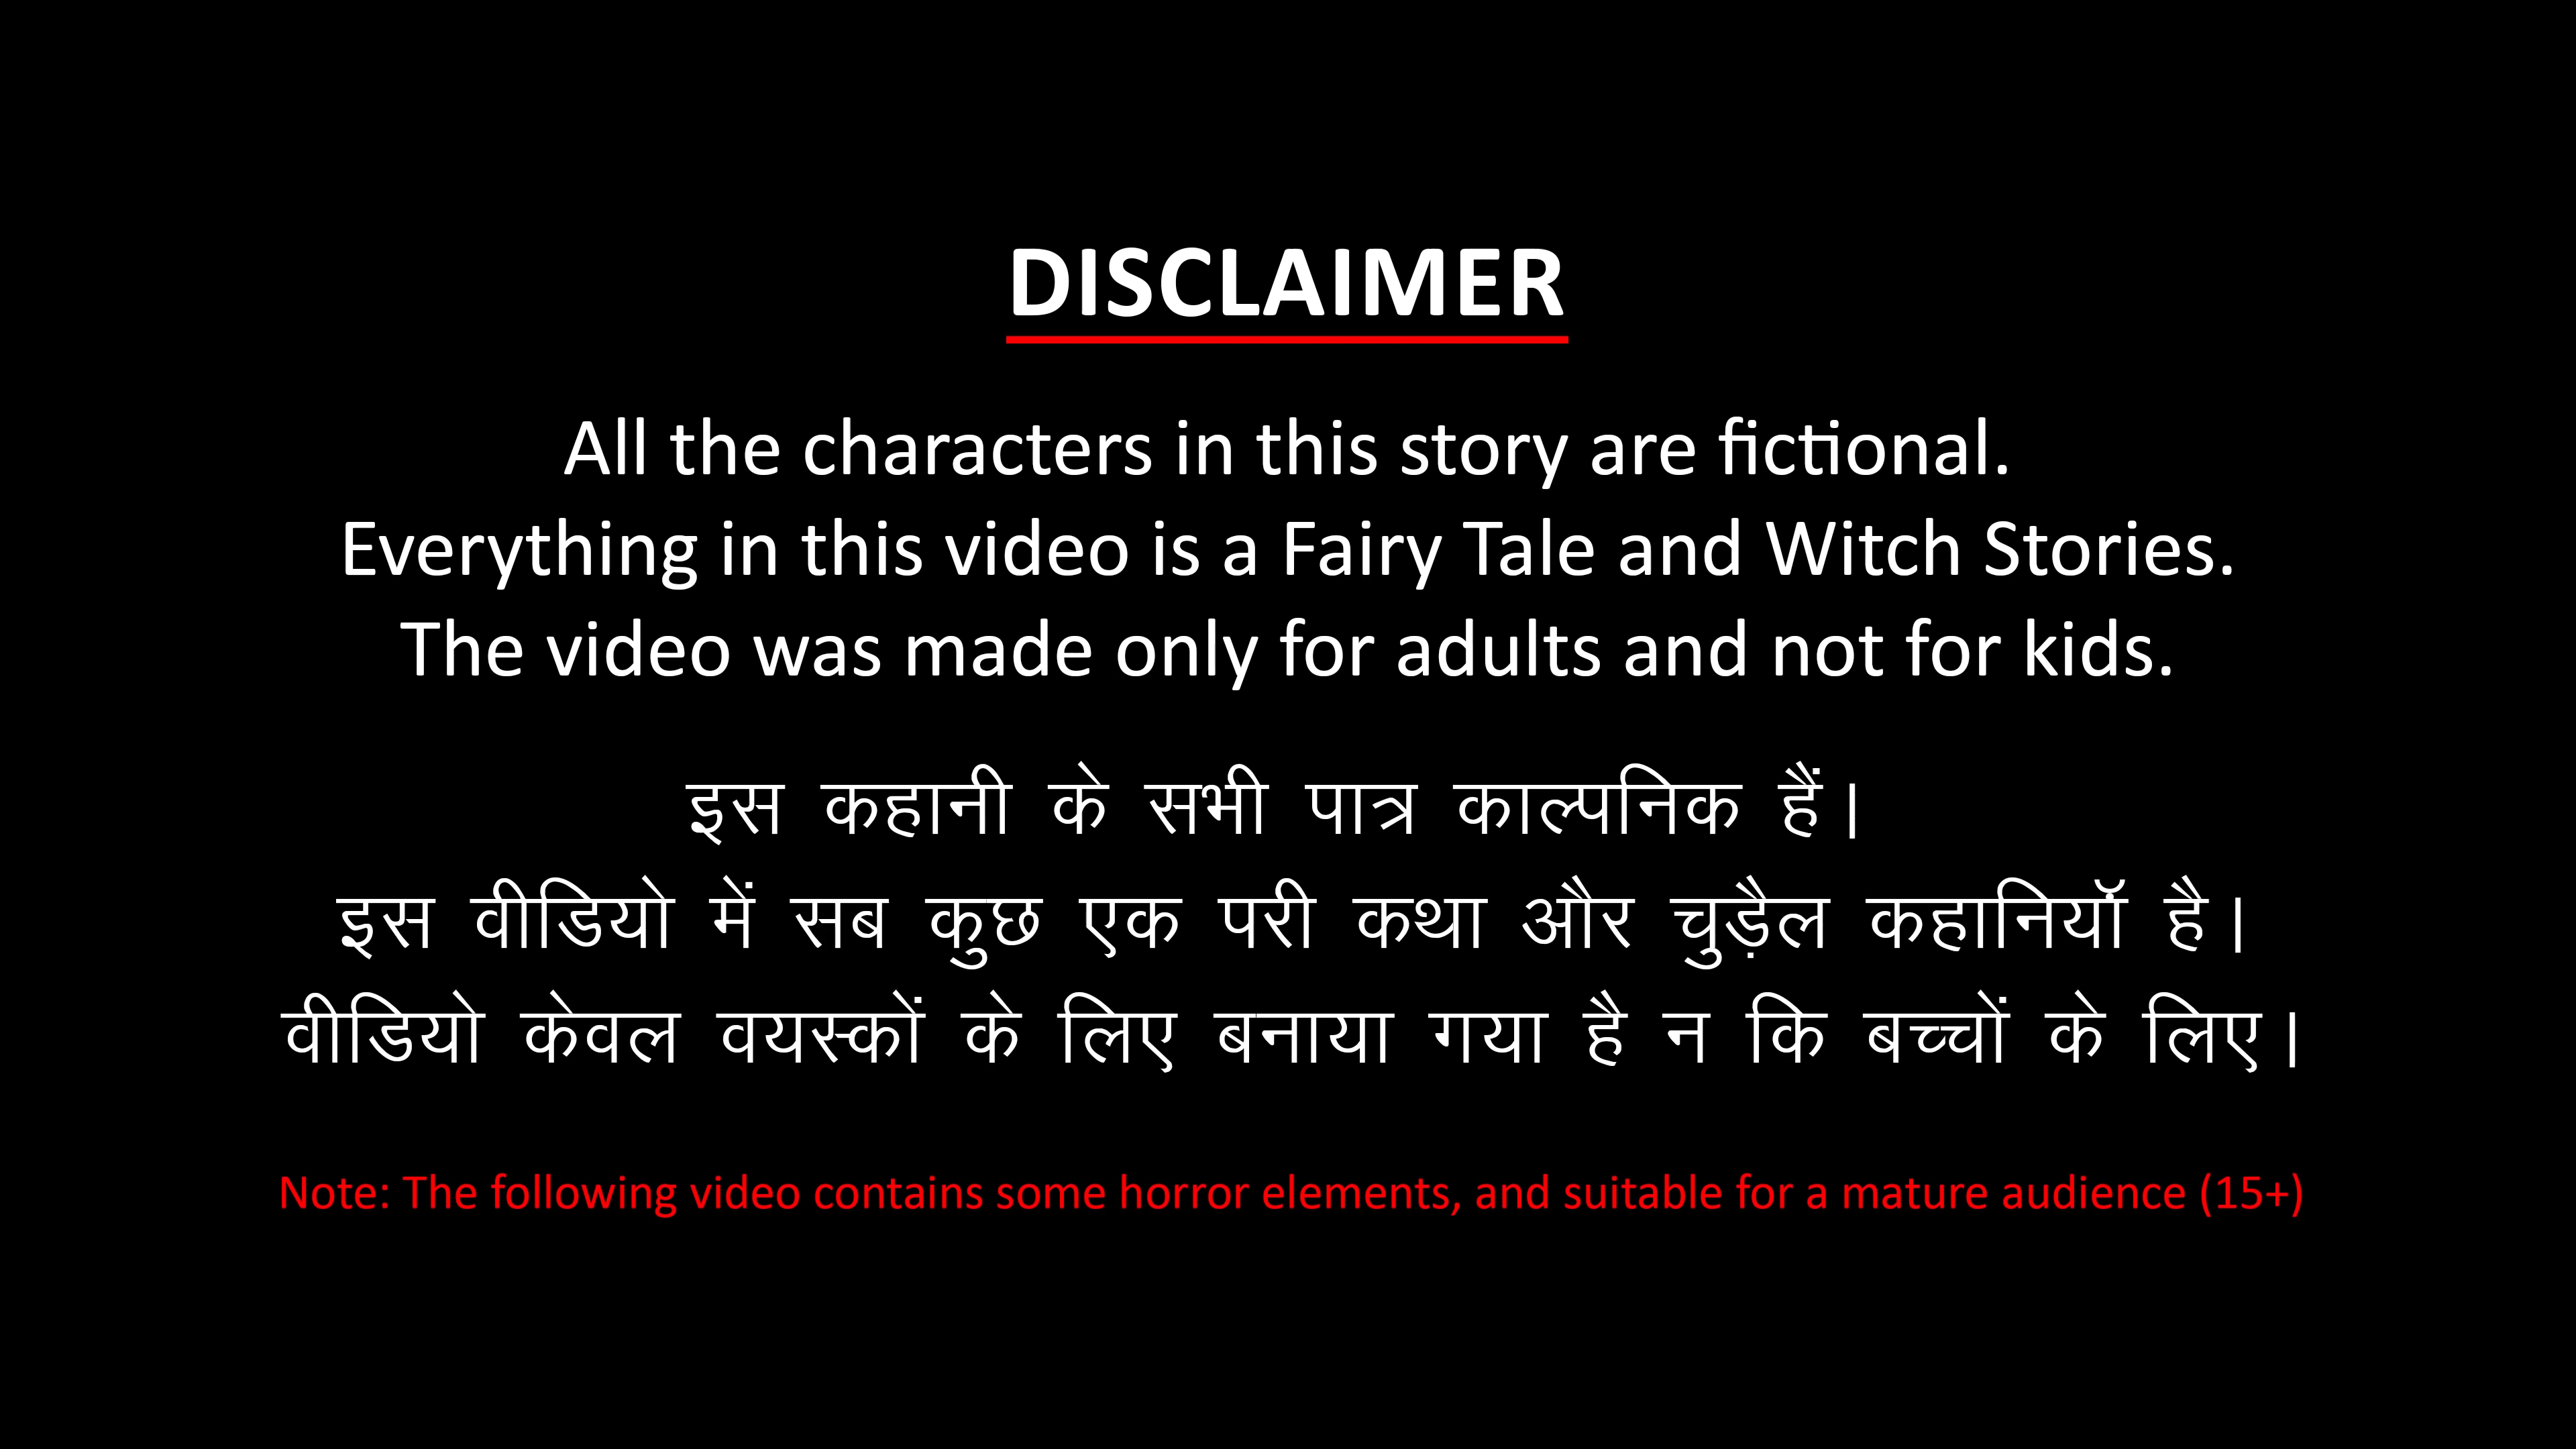 DISCLAIMER
All the characters in this story are fictional.
Everything in this video is a Fairy Tale and Witch Stories.
The video was made only for adults and not for kids.
इस कहानी के सभी पात्र काल्पनिक हैं।
इस वीडियो में सब कुछ एक परी कथा और चुड़ैल कहानियॉ है।
वीडियो केवल वयस्कों के लिए बनाया गया है न कि बच्चों के लिए।
Note: The following video contains some horror elements, and suitable for a mature audience (15+)